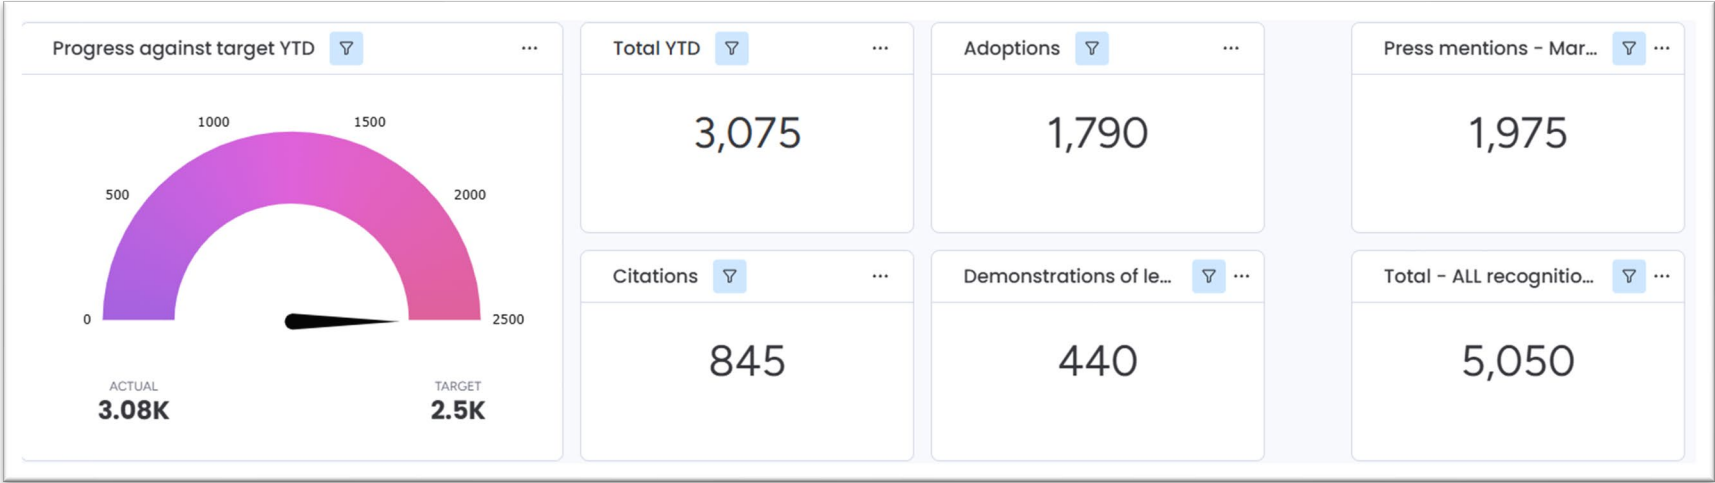 Progress against target YTD
...
0
500
1000
1500
2000
2500
ACTUAL
3.08K
TARGET
2.5K
Total YTD
...
3,075
Adoptions
...
1,790
Press mentions - Mar...
...
1,975
Citations
...
845
Demonstrations of le...
...
440
Total - ALL recognitio...
...
5,050